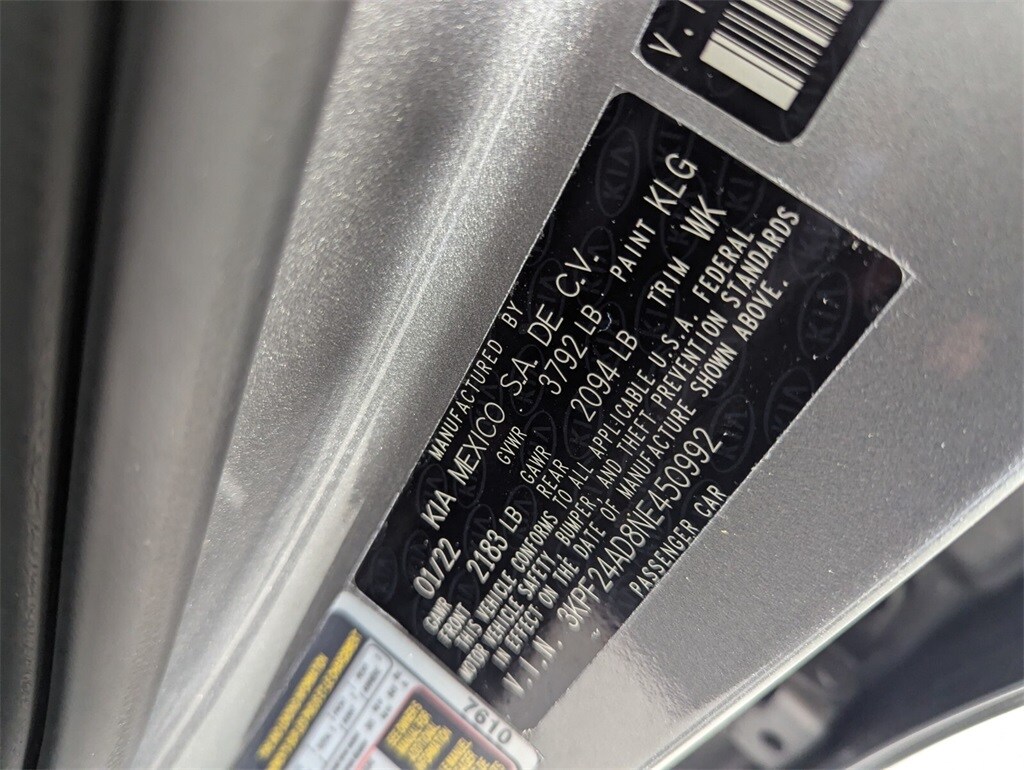 V.
MANUFACTURED BY
01/22 KIA MEXICO S.A. DE C.V.
GVWR 3792 LB PAINT KLG
GAWR
FRONT 2183 LB REAR 2094 LB TRIM WK
THIS VEHICLE CONFORMS TO ALL APPLICABLE U.S.A. FEDERAL
MOTOR VEHICLE SAFETY, BUMPER, AND THEFT PREVENTION STANDARDS
IN EFFECT ON THE DATE OF MANUFACTURE SHOWN ABOVE.
V.I.N. 3KPF24AD8NE450992
PASSENGER CAR
7610